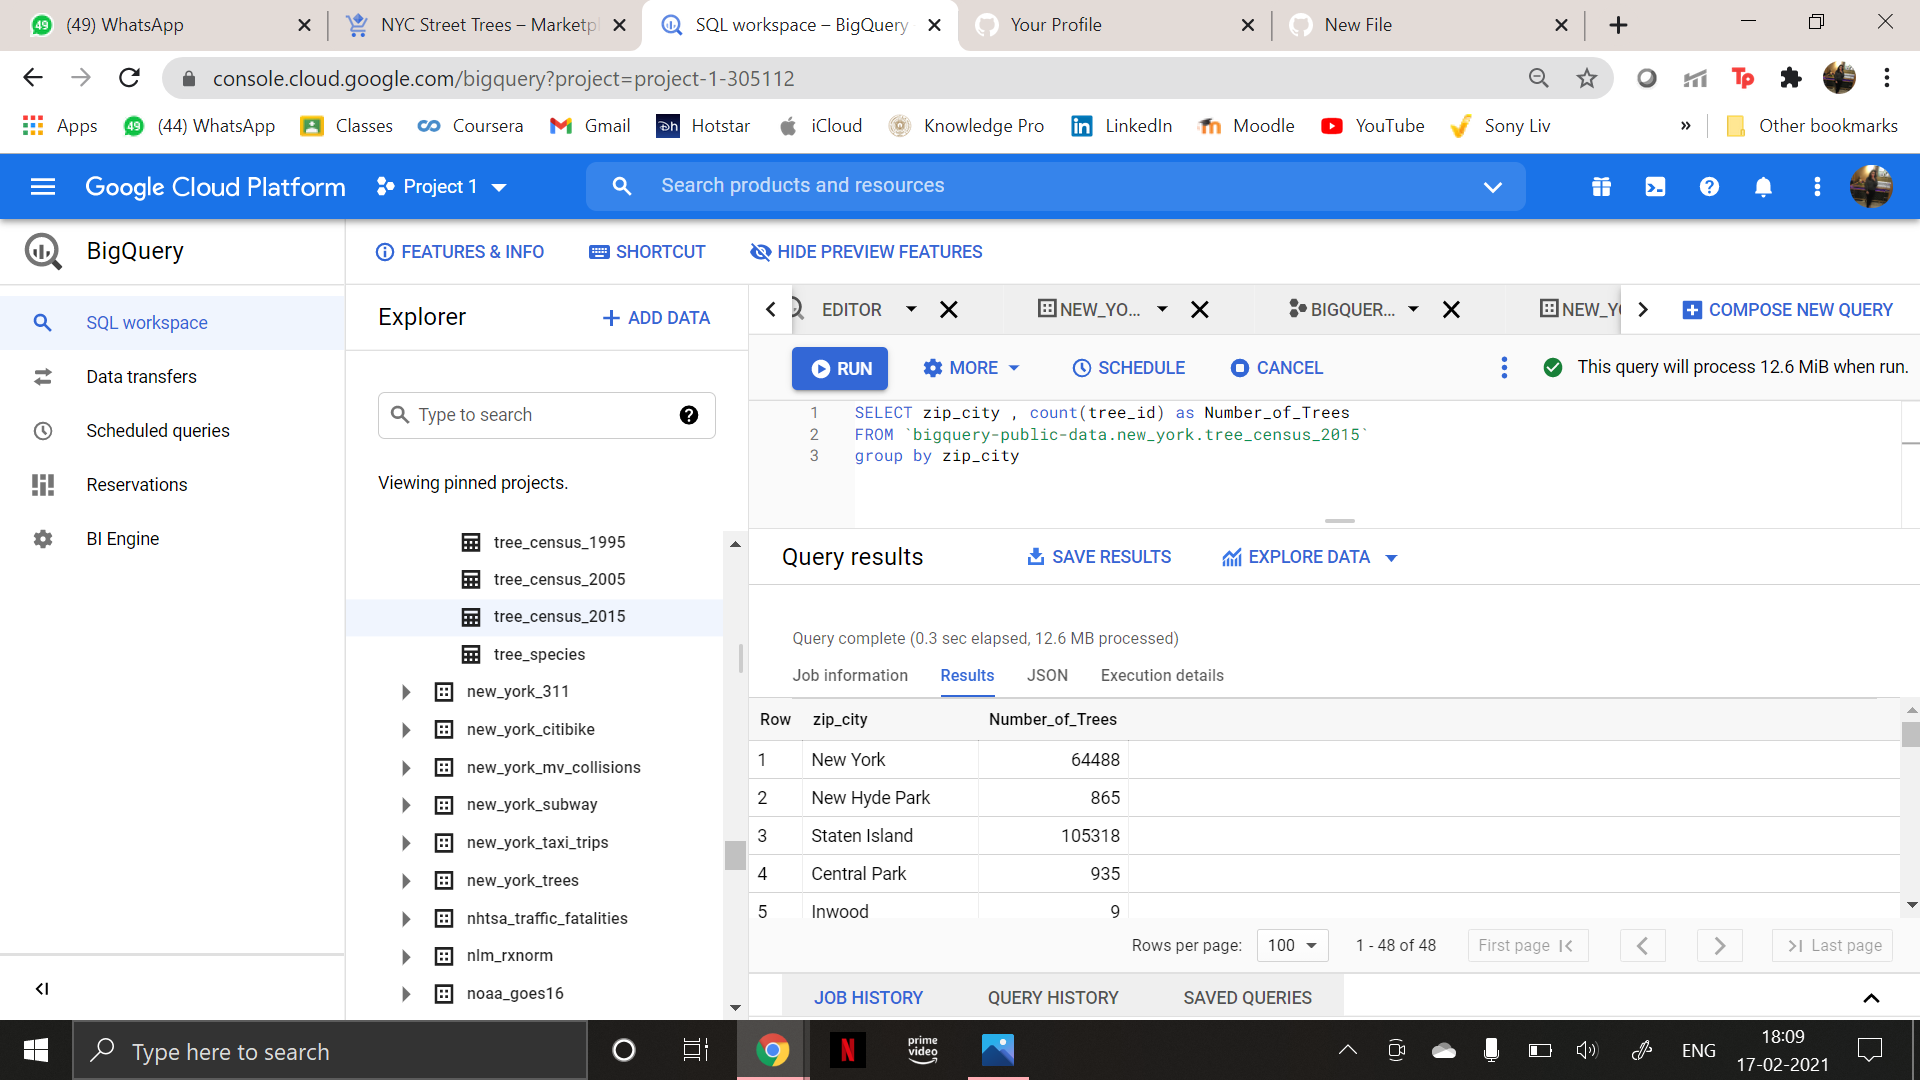 49 (49) WhatsApp
NYC Street Trees – Marketpl
SQL workspace – BigQuery
Your Profile
New File
console.cloud.google.com/bigquery?project=project-1-305112
Tp
Apps
49 (44) WhatsApp
Classes
Coursera
Gmail
Hotstar
iCloud
Knowledge Pro
LinkedIn
Moodle
YouTube
Sony Liv
»
Other bookmarks
Google Cloud Platform
Project 1
Search products and resources
BigQuery
FEATURES & INFO
SHORTCUT
HIDE PREVIEW FEATURES
SQL workspace
Data transfers
Scheduled queries
Reservations
BI Engine
Explorer
+ ADD DATA
Type to search
Viewing pinned projects.
tree_census_1995
tree_census_2005
tree_census_2015
tree_species
new_york_311
new_york_citibike
new_york_mv_collisions
new_york_subway
new_york_taxi_trips
new_york_trees
nhtsa_traffic_fatalities
nlm_rxnorm
noaa_goes16
EDITOR
NEW_YO...
BIGQUER...
NEW_YO
COMPOSE NEW QUERY
RUN
MORE
SCHEDULE
CANCEL
This query will process 12.6 MiB when run.
1 SELECT zip_city , count(tree_id) as Number_of_Trees
2 FROM `bigquery-public-data.new_york.tree_census_2015`
3 group by zip_city
Query results
SAVE RESULTS
EXPLORE DATA
Query complete (0.3 sec elapsed, 12.6 MB processed)
Job information
Results
JSON
Execution details
Row zip_city Number_of_Trees
1 New York 64488
2 New Hyde Park 865
3 Staten Island 105318
4 Central Park 935
5 Inwood 9
Rows per page: 100 1 - 48 of 48 First page Last page
JOB HISTORY
QUERY HISTORY
SAVED QUERIES
Type here to search
N
prime video
ENG
18:09
17-02-2021